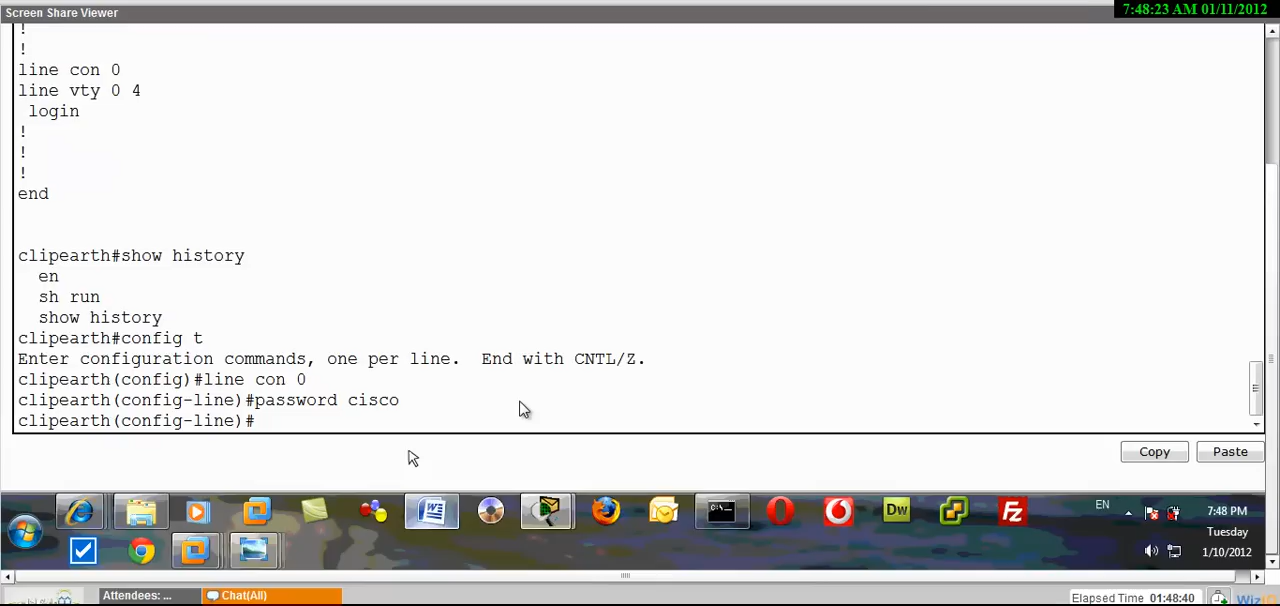 Screen Share Viewer
7:48:23 AM 01/11/2012
!
!
line con 0
line vty 0 4
 login
!
!
!
end
clipearth#show history
  en
  sh run
  show history
clipearth#config t
Enter configuration commands, one per line.  End with CNTL/Z.
clipearth(config)#line con 0
clipearth(config-line)#password cisco
clipearth(config-line)#
Copy
Paste
C:\_
Dw
Fz
EN
7:48 PM
Tuesday
1/10/2012
Attendees: ...
Chat(All)
Elapsed Time 01:48:40